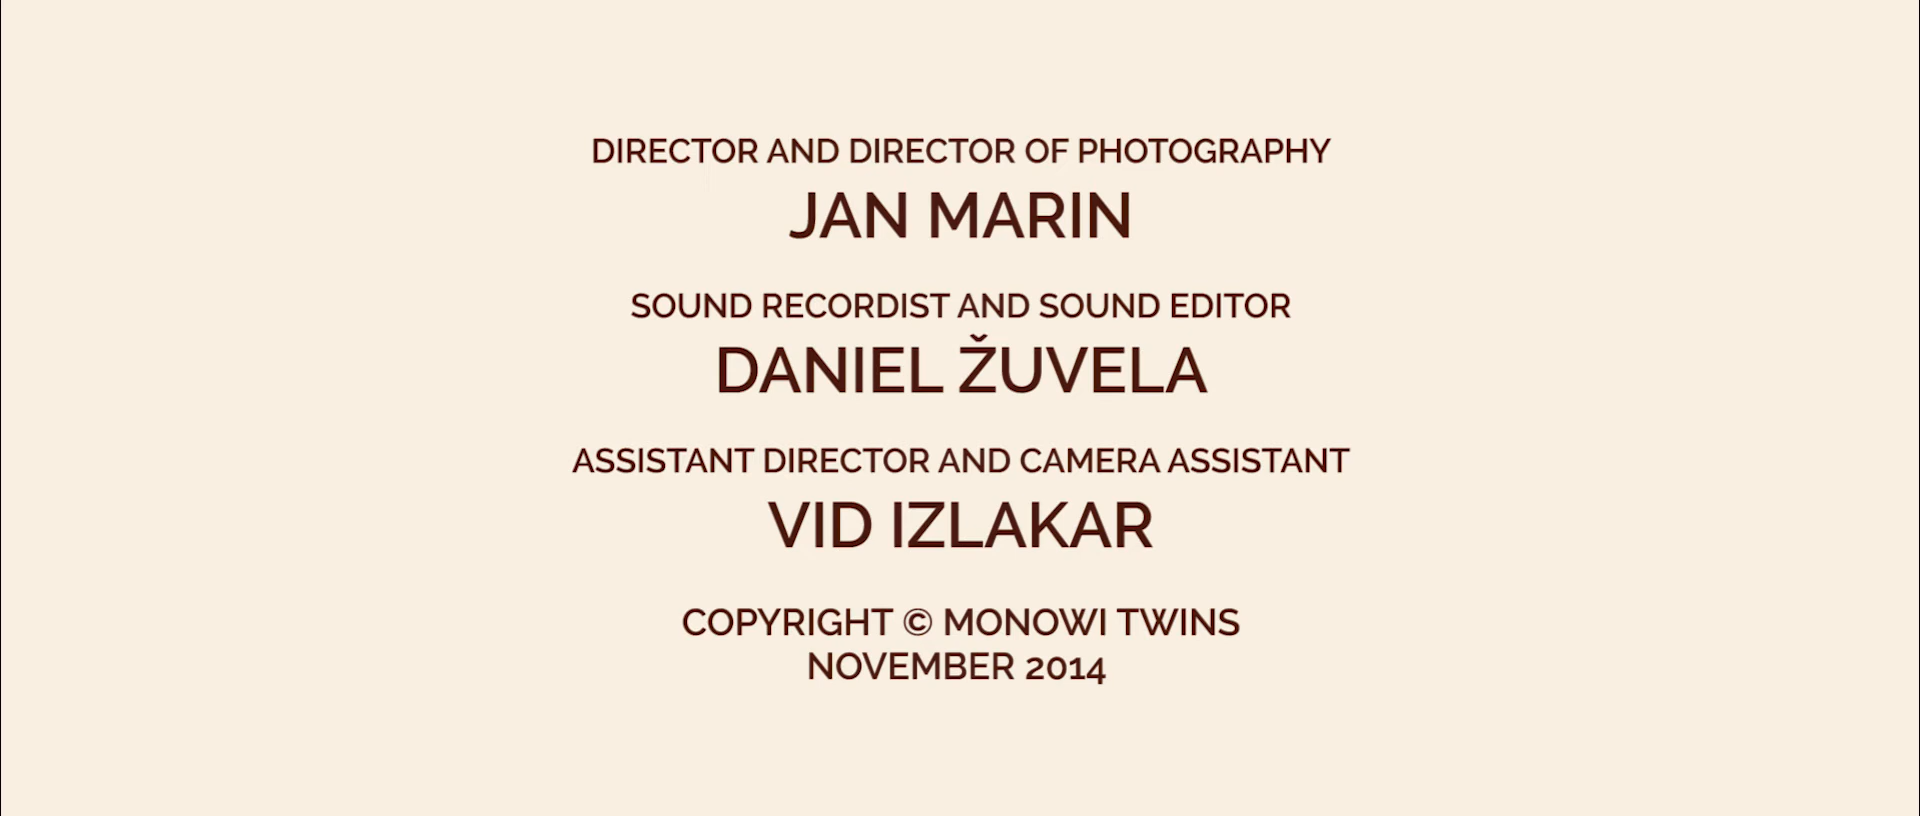 DIRECTOR AND DIRECTOR OF PHOTOGRAPHY
JAN MARIN
SOUND RECORDIST AND SOUND EDITOR
DANIEL ŽUVELA
ASSISTANT DIRECTOR AND CAMERA ASSISTANT
VID IZLAKAR
COPYRIGHT © MONOWI TWINS
NOVEMBER 2014